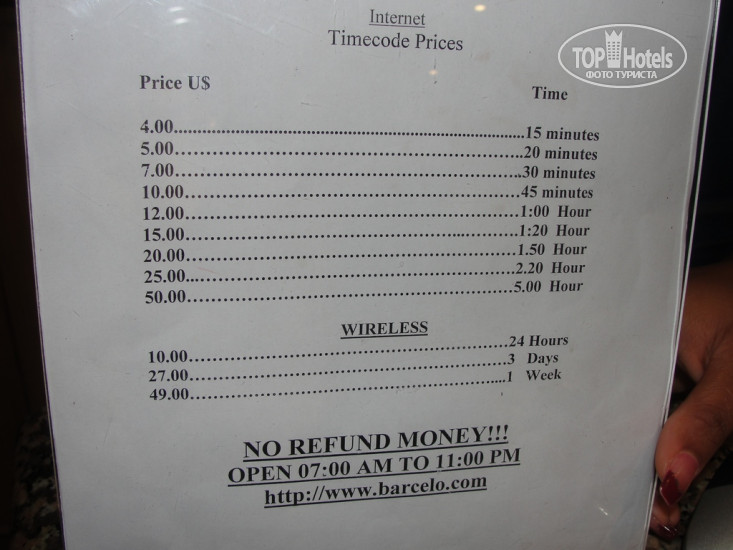 Internet
Timecode Prices
TOP Hotels
ФОТО ТУРИСТА
Price U$ Time
4.00..........15 minutes
5.00..........20 minutes
7.00..........30 minutes
10.00..........45 minutes
12.00..........1:00 Hour
15.00..........1:20 Hour
20.00..........1.50 Hour
25.00..........2.20 Hour
50.00..........5.00 Hour
WIRELESS
10.00..........24 Hours
27.00..........3 Days
49.00..........1 Week
NO REFUND MONEY!!!
OPEN 07:00 AM TO 11:00 PM
http://www.barcelo.com